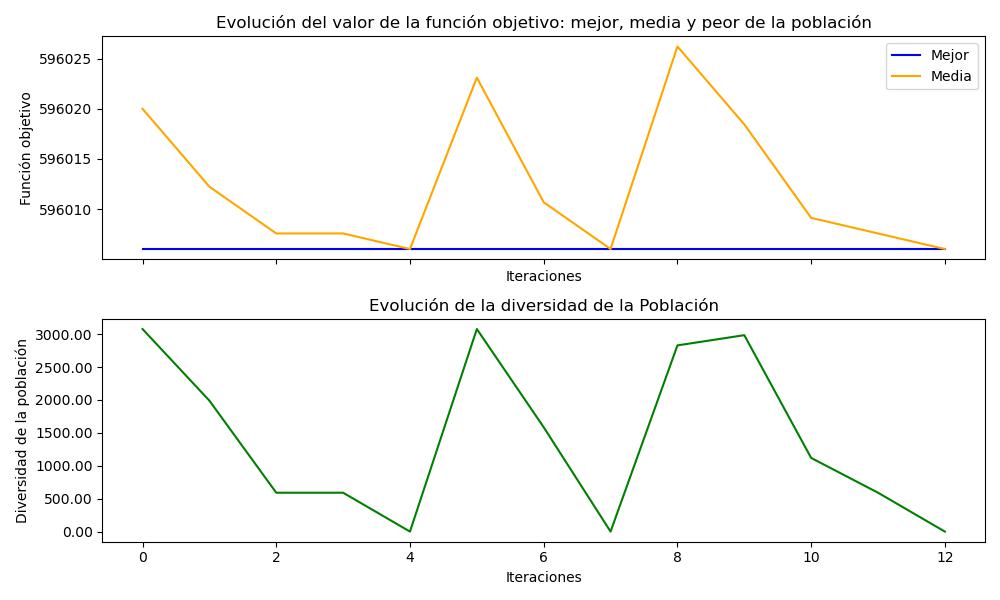 Evolución del valor de la función objetivo: mejor, media y peor de la población
Función objetivo
596025
596020
596015
596010
Mejor
Media
Iteraciones
Evolución de la diversidad de la Población
Diversidad de la población
3000.00
2500.00
2000.00
1500.00
1000.00
500.00
0.00
0 2 4 6 8 10 12
Iteraciones